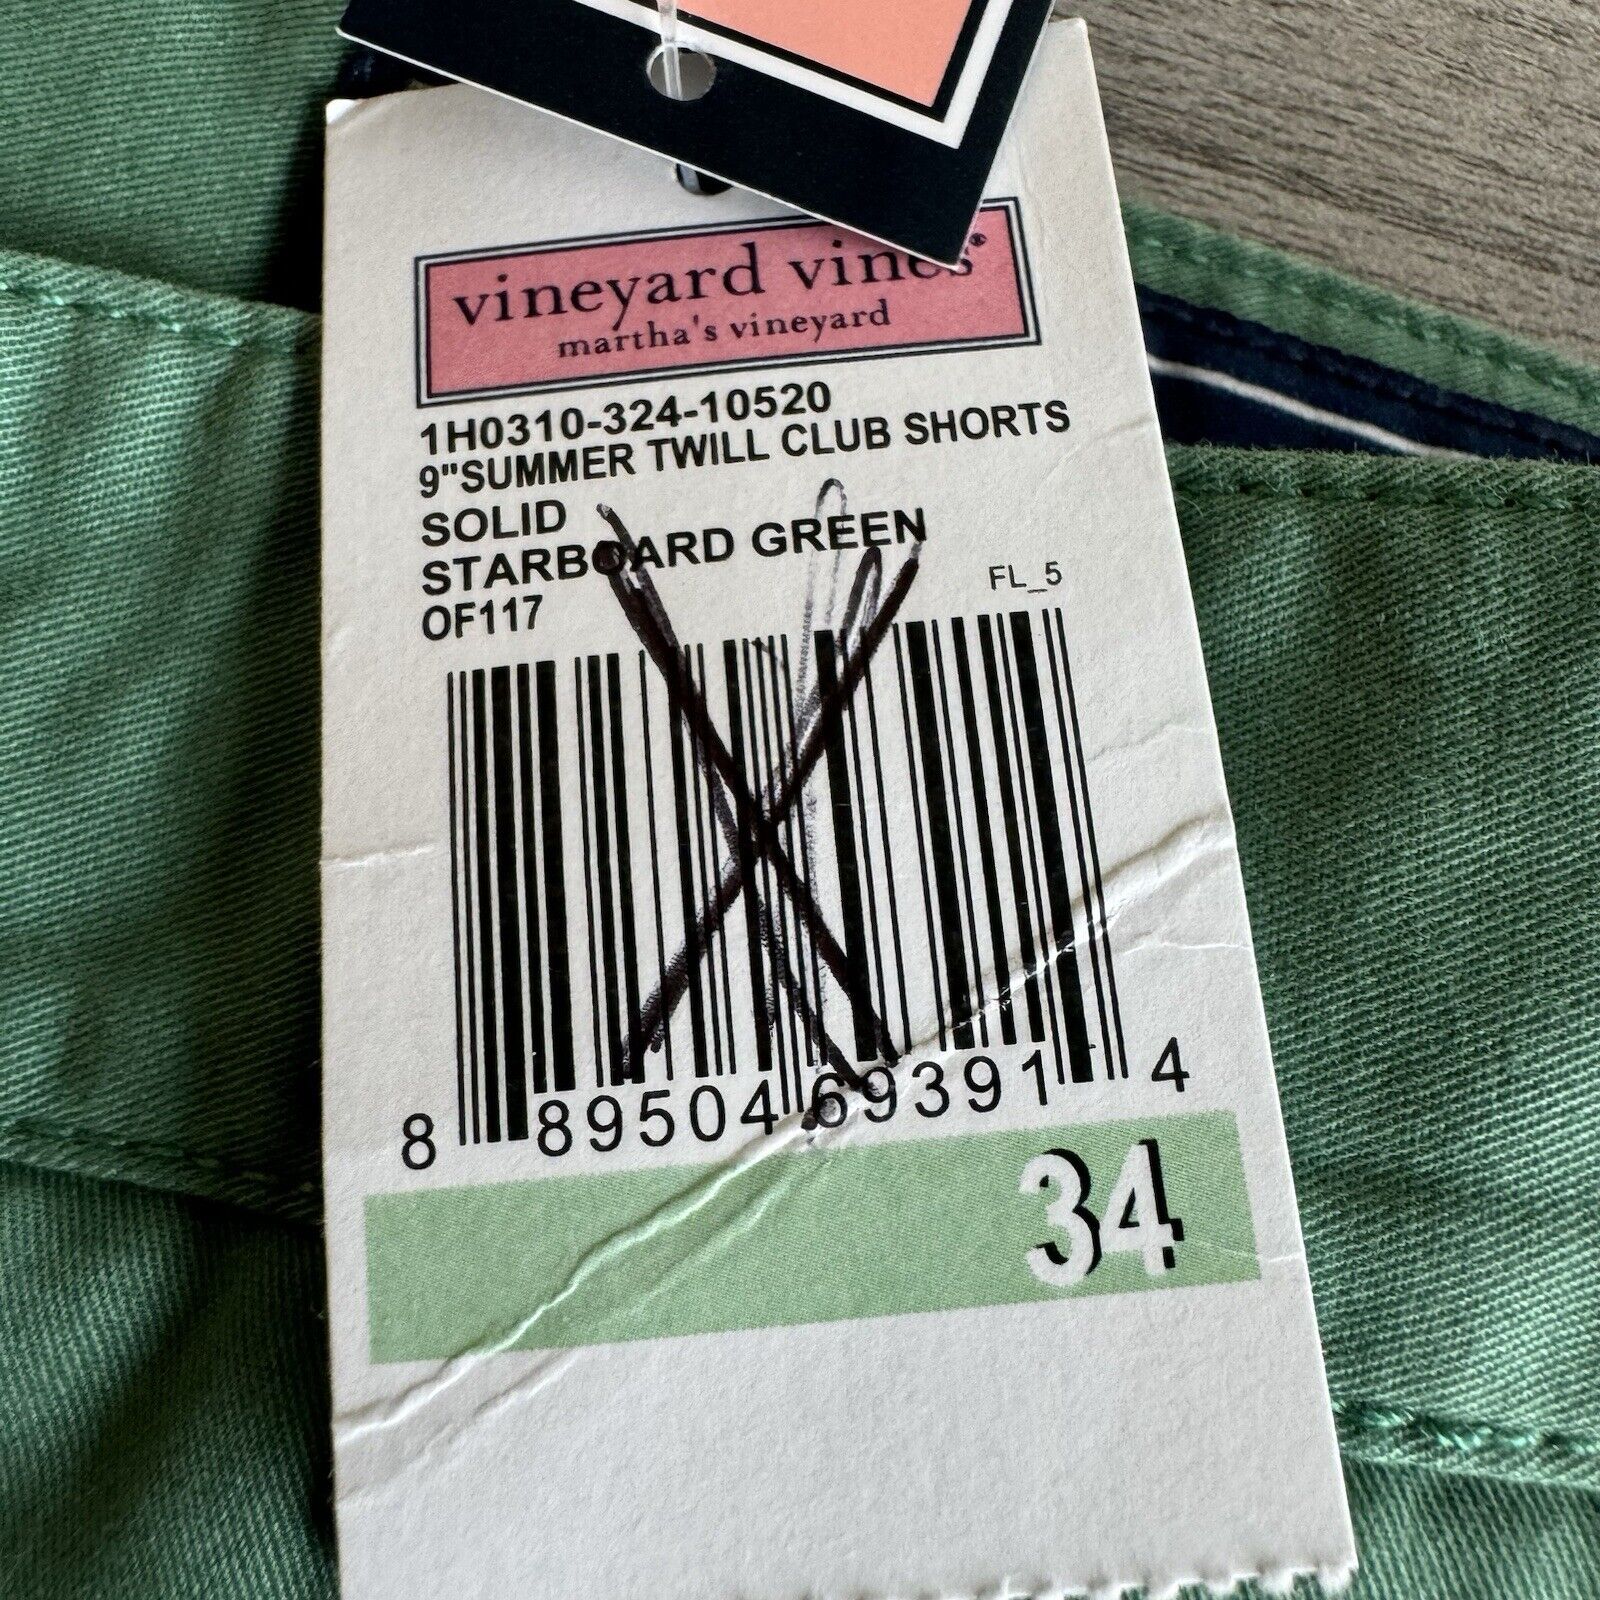 vineyard vines®
martha's vineyard
1H0310-324-10520
9"SUMMER TWILL CLUB SHORTS
SOLID
STARBOARD GREEN
OF117
FL_5
8 89504 69391 4
34